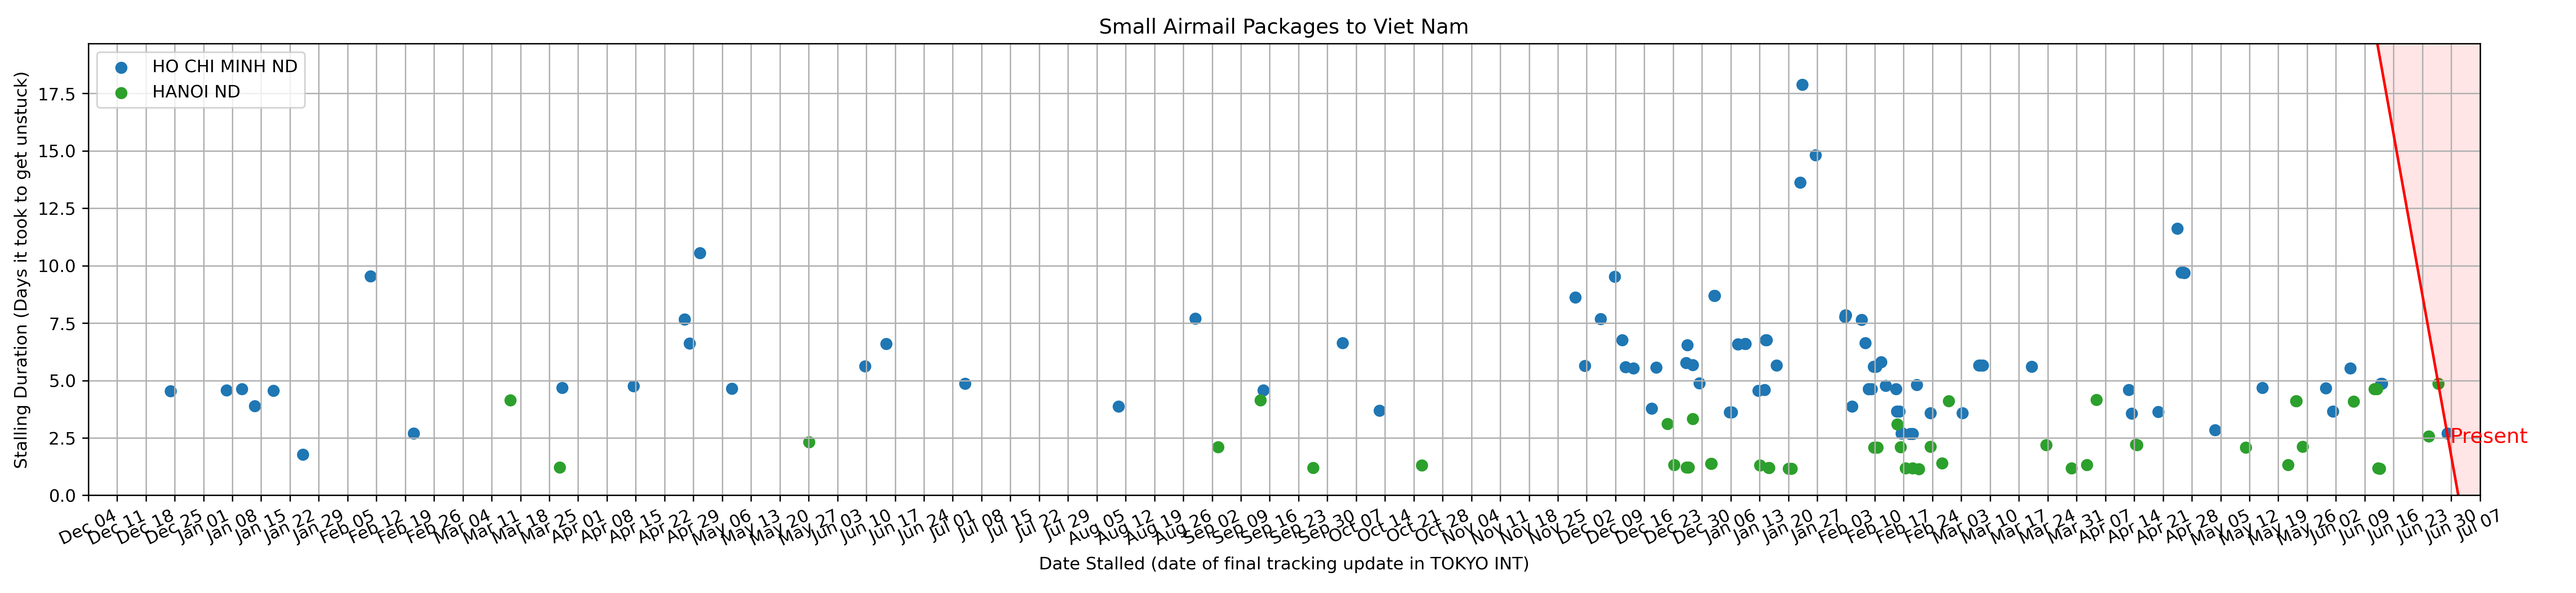 Small Airmail Packages to Viet Nam
HO CHI MINH ND
HANOI ND
Stalling Duration (Days it took to get unstuck)
17.5
15.0
12.5
10.0
7.5
5.0
2.5
0.0
Present
Dec 04 Dec 11 Dec 18 Dec 25 Jan 01 Jan 08 Jan 15 Jan 22 Jan 29 Feb 05 Feb 12 Feb 19 Feb 26 Mar 04 Mar 11 Mar 18 Mar 25 Apr 01 Apr 08 Apr 15 Apr 22 Apr 29 May 06 May 13 May 20 May 27 Jun 03 Jun 10 Jun 17 Jun 24 Jul 01 Jul 08 Jul 15 Jul 22 Jul 29 Aug 05 Aug 12 Aug 19 Aug 26 Sep 02 Sep 09 Sep 16 Sep 23 Sep 30 Oct 07 Oct 14 Oct 21 Oct 28 Nov 04 Nov 11 Nov 18 Nov 25 Dec 02 Dec 09 Dec 16 Dec 23 Dec 30 Jan 06 Jan 13 Jan 20 Jan 27 Feb 03 Feb 10 Feb 17 Feb 24 Mar 03 Mar 10 Mar 17 Mar 24 Mar 31 Apr 07 Apr 14 Apr 21 Apr 28 May 05 May 12 May 19 May 26 Jun 02 Jun 09 Jun 16 Jun 23 Jun 30 Jul 07
Date Stalled (date of final tracking update in TOKYO INT)